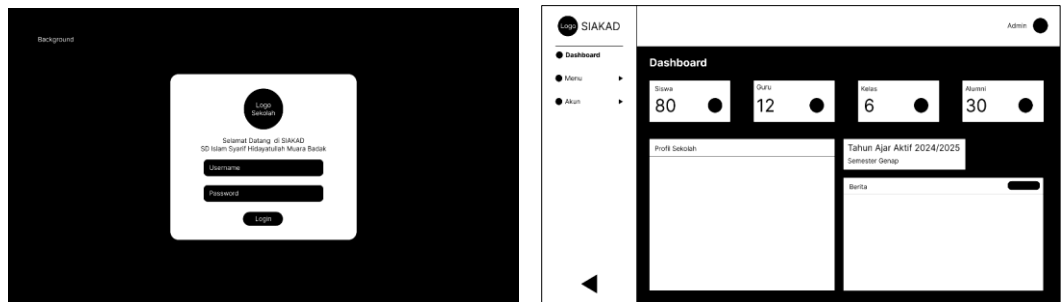 Background
Logo
Sekolah
Selamat Datang di SIAKAD
SD Islam Syarif Hidayatullah Muara Badak
Username
Password
Login
Logo SIAKAD
Admin
Dashboard
Menu
Akun
Dashboard
Siswa
80
Guru
12
Kelas
6
Alumni
30
Profil Sekolah
Tahun Ajar Aktif 2024/2025
Semester Genap
Berita